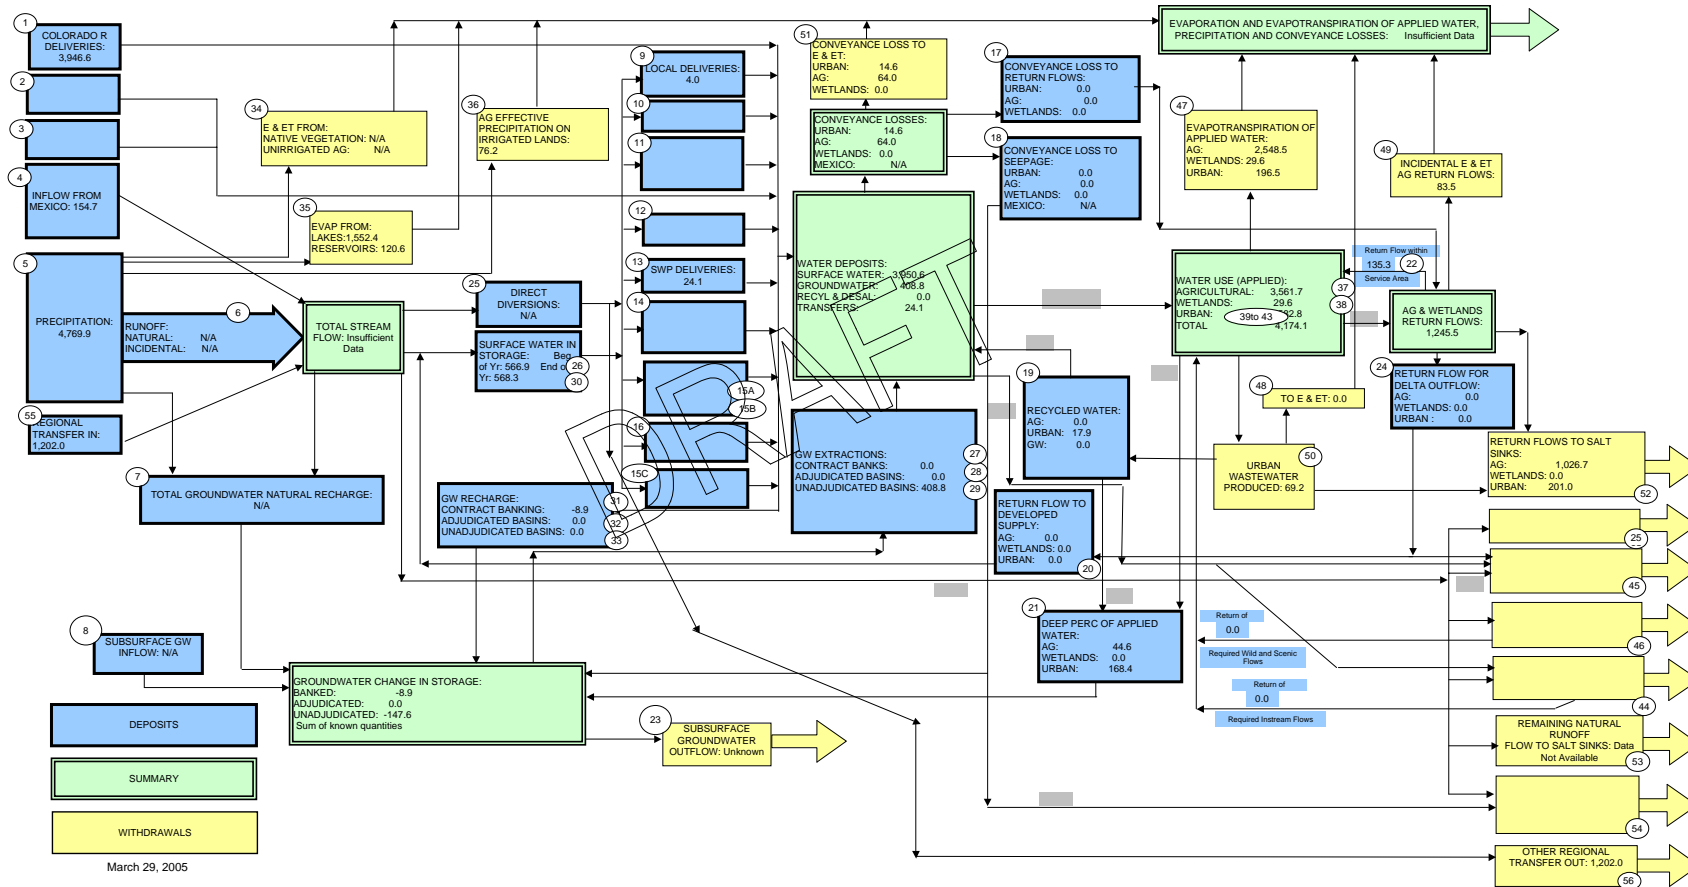 1
COLORADO R
DELIVERIES:
3,946.6
2
3
4
INFLOW FROM
MEXICO: 154.7
5
PRECIPITATION:
4,769.9
6
RUNOFF:
NATURAL: N/A
INCIDENTAL: N/A
55
REGIONAL
TRANSFER IN:
1,202.0
7
TOTAL GROUNDWATER NATURAL RECHARGE:
N/A
8
SUBSURFACE GW
INFLOW: N/A
34
E & ET FROM:
NATIVE VEGETATION: N/A
UNIRRIGATED AG: N/A
35
EVAP FROM:
LAKES:1,552.4
RESERVOIRS: 120.6
36
AG EFFECTIVE
PRECIPITATION ON
IRRIGATED LANDS:
76.2
TOTAL STREAM
FLOW: Insufficient
Data
25
DIRECT
DIVERSIONS:
N/A
SURFACE WATER IN
STORAGE: Beg
of Yr: 566.9 End of
Yr: 568.3
26
30
9
LOCAL DELIVERIES:
4.0
10
11
12
13
SWP DELIVERIES:
24.1
14
15A
15B
16
15C
GW RECHARGE:
CONTRACT BANKING: -8.9
ADJUDICATED BASINS: 0.0
UNADJUDICATED BASINS: 0.0
31
32
33
51
CONVEYANCE LOSS TO
E & ET:
URBAN: 14.6
AG: 64.0
WETLANDS: 0.0
CONVEYANCE LOSSES:
URBAN: 14.6
AG: 64.0
WETLANDS: 0.0
MEXICO: N/A
WATER DEPOSITS:
SURFACE WATER: 3,950.6
GROUNDWATER: 408.8
RECYL & DESAL: 0.0
TRANSFERS: 24.1
GW EXTRACTIONS:
CONTRACT BANKS: 0.0
ADJUDICATED BASINS: 0.0
UNADJUDICATED BASINS: 408.8
27
28
29
DRAFT
17
CONVEYANCE LOSS TO
RETURN FLOWS:
URBAN: 0.0
AG: 0.0
WETLANDS: 0.0
18
CONVEYANCE LOSS TO
SEEPAGE:
URBAN: 0.0
AG: 0.0
WETLANDS: 0.0
MEXICO: N/A
19
RECYCLED WATER:
AG: 0.0
URBAN: 17.9
GW: 0.0
RETURN FLOW TO
DEVELOPED
SUPPLY:
AG: 0.0
WETLANDS: 0.0
URBAN: 0.0
20
21
DEEP PERC OF APPLIED
WATER:
AG: 44.6
WETLANDS: 0.0
URBAN: 168.4
EVAPORATION AND EVAPOTRANSPIRATION OF APPLIED WATER,
PRECIPITATION AND CONVEYANCE LOSSES: Insufficient Data
47
EVAPOTRANSPIRATION OF
APPLIED WATER:
AG: 2,548.5
WETLANDS: 29.6
URBAN: 196.5
49
INCIDENTAL E & ET
AG RETURN FLOWS:
83.5
Return Flow within
135.3
22
Service Area
WATER USE (APPLIED):
AGRICULTURAL: 3,561.7
WETLANDS: 29.6
URBAN:
TOTAL 4,174.1
37
38
39to 43
AG & WETLANDS
RETURN FLOWS:
1,245.5
24
RETURN FLOW FOR
DELTA OUTFLOW:
AG: 0.0
WETLANDS: 0.0
URBAN : 0.0
48
TO E & ET: 0.0
50
URBAN
WASTEWATER
PRODUCED: 69.2
RETURN FLOWS TO SALT
SINKS:
AG: 1,026.7
WETLANDS: 0.0
URBAN: 201.0
52
25
45
46
44
Return of
0.0
Required Wild and Scenic
Flows
Return of
0.0
Required Instream Flows
REMAINING NATURAL
RUNOFF
FLOW TO SALT SINKS: Data
Not Available
53
54
OTHER REGIONAL
TRANSFER OUT: 1,202.0
56
GROUNDWATER CHANGE IN STORAGE:
BANKED: -8.9
ADJUDICATED: 0.0
UNADJUDICATED: -147.6
Sum of known quantities
23
SUBSURFACE
GROUNDWATER
OUTFLOW: Unknown
DEPOSITS
SUMMARY
WITHDRAWALS
March 29, 2005